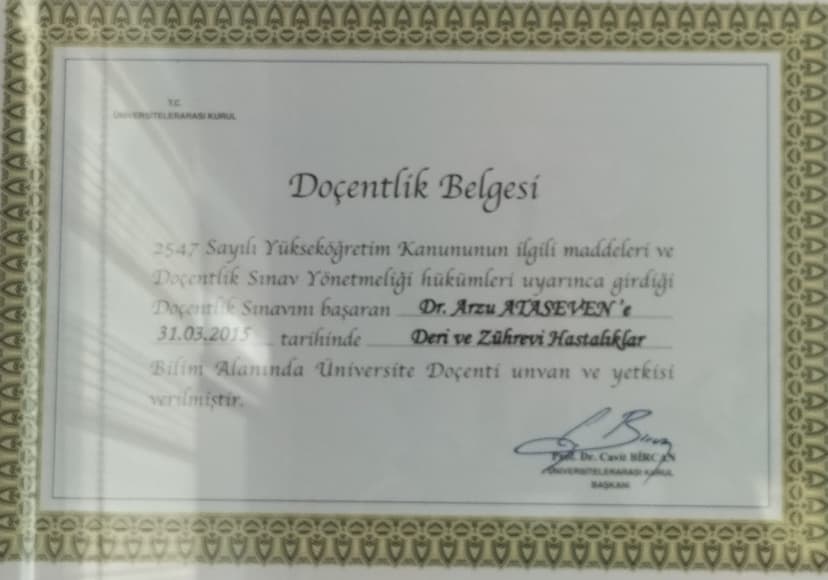 T.C.
ÜNİVERSİTELERARASI KURUL
Doçentlik Belgesi
2547 Sayılı Yükseköğretim Kanununun ilgili maddeleri ve
Doçentlik Sınav Yönetmeliği hükümleri uyarınca girdiği
Doçentlik Sınavını başaran Dr. Arzu ATASEVEN'e
31.03.2015 tarihinde Deri ve Zührevi Hastalıklar
Bilim Alanında Üniversite Doçenti unvan ve yetkisi
verilmiştir.
Prof. Dr. Cavit BİRCAN
ÜNİVERSİTELERARASI KURUL
BAŞKANI